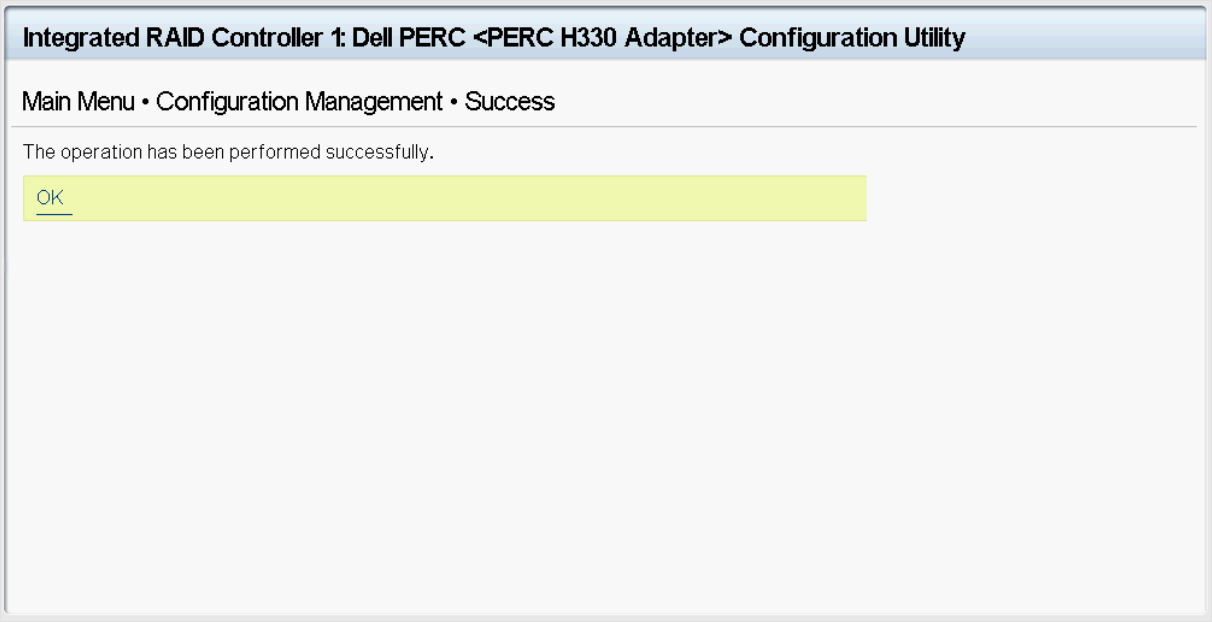 Integrated RAID Controller 1: Dell PERC <PERC H330 Adapter> Configuration Utility
Main Menu • Configuration Management • Success
The operation has been performed successfully.
OK